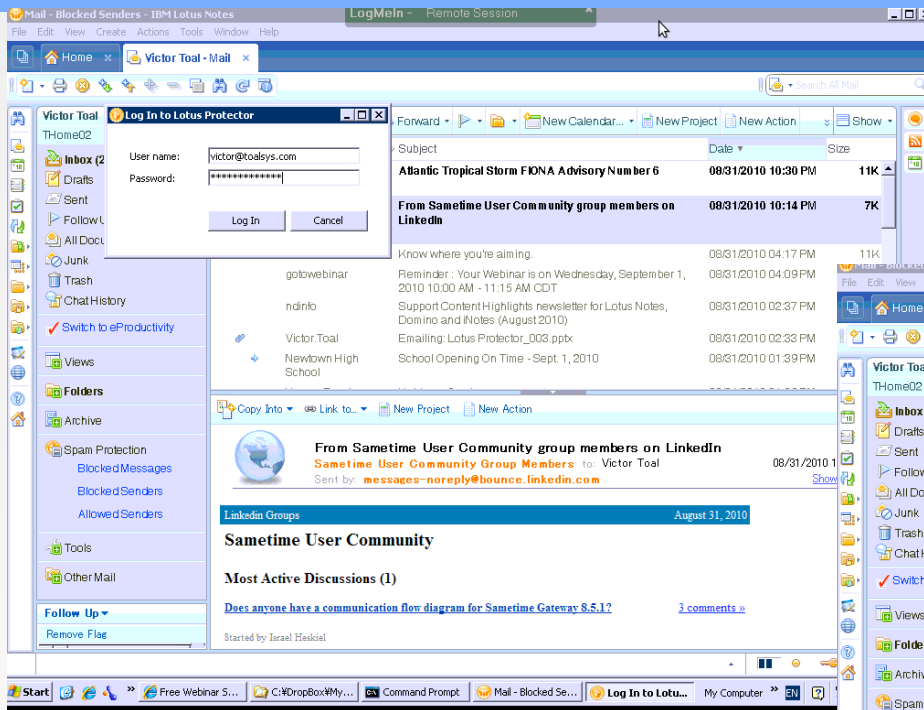 Mail - Blocked Senders - IBM Lotus Notes
LogMeIn - Remote Session
File Edit View Create Actions Tools Window Help
Home
Victor Toal - Mail
Search All Mail
Victor Toal
THome02
Inbox (2
Drafts
Sent
Follow U
All Docu
Junk
Trash
Chat History
Switch to eProductivity
Views
Folders
Archive
Spam Protection
Blocked Messages
Blocked Senders
Allowed Senders
Tools
Other Mail
Follow Up
Remove Flag
Log In to Lotus Protector
User name: victor@toalsys.com
Password: *************
Log In Cancel
Forward New Calendar... New Project New Action Show
Subject Date Size
Atlantic Tropical Storm FIONA Advisory Number 6 08/31/2010 10:30 PM 11K
From Sametime User Community group members on LinkedIn 08/31/2010 10:14 PM 7K
Know where you're aiming. 08/31/2010 04:17 PM 11K
gotowebinar Reminder : Your Webinar is on Wednesday, September 1, 2010 10:00 AM - 11:15 AM CDT 08/31/2010 04:09 PM
ndinfo Support Content Highlights newsletter for Lotus Notes, Domino and iNotes (August 2010) 08/31/2010 02:37 PM
Victor.Toal Emailing: Lotus Protector_003.pptx 08/31/2010 02:33 PM
Newtown High School School Opening On Time - Sept. 1, 2010 08/31/2010 01:39 PM
Copy Into Link to... New Project New Action
From Sametime User Community group members on LinkedIn
Sametime User Community Group Members to: Victor Toal 08/31/2010 1
Sent by: messages-noreply@bounce.linkedin.com Show
Linkedin Groups August 31, 2010
Sametime User Community
Most Active Discussions (1)
Does anyone have a communication flow diagram for Sametime Gateway 8.5.1? 3 comments »
Started by Israel Heskiel
Mail - Blocked
File Edit View
Home
Victor Toa
THome02
Inbox
Drafts
Sent
Follow
All Do
Junk
Trash
Chat H
Switch
Views
Folde
Archiv
Spam
Start Free Webinar S... C:¥DropBox¥My... Command Prompt Mail - Blocked Se... Log In to Lotu... My Computer » EN